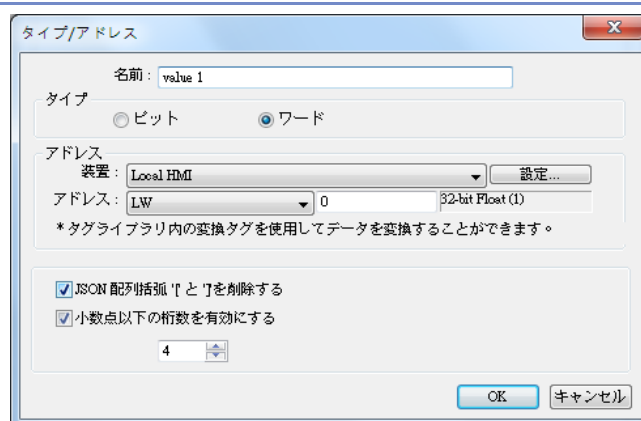 タイプ/アドレス
名前: value 1
タイプ
ビット ワード
アドレス
装置: Local HMI 設定...
アドレス: LW 0 32-bit Float (1)
*タグライブラリ内の変換タグを使用してデータを変換することができます。
JSON 配列括弧 '[' と ']'を削除する
小数点以下の桁数を有効にする
4
OK キャンセル